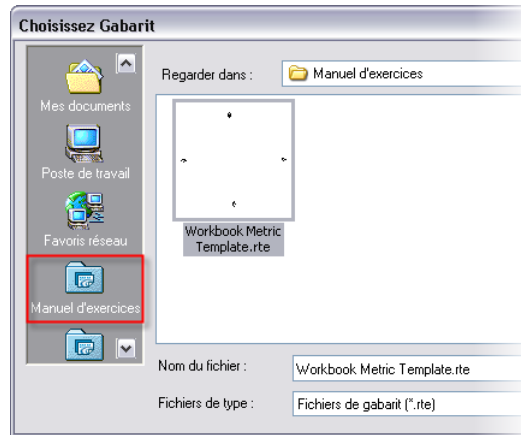 Choisissez Gabarit
Mes documents
Poste de travail
Favoris réseau
Manuel d'exercices
Regarder dans :
Manuel d'exercices
Workbook Metric
Template.rte
Nom du fichier :
Workbook Metric Template.rte
Fichiers de type :
Fichiers de gabarit (*.rte)